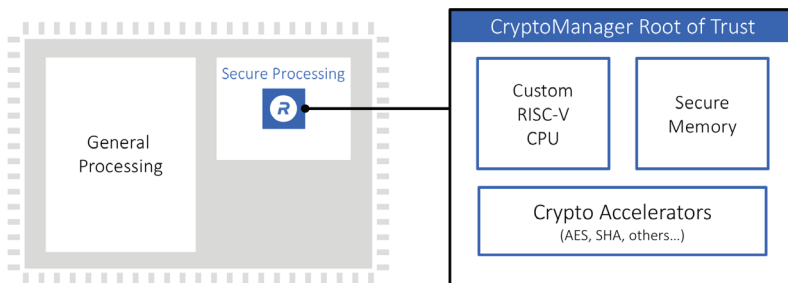 CryptoManager Root of Trust
Secure Processing
R
General
Processing
Custom
RISC-V
CPU
Secure
Memory
Crypto Accelerators
(AES, SHA, others...)